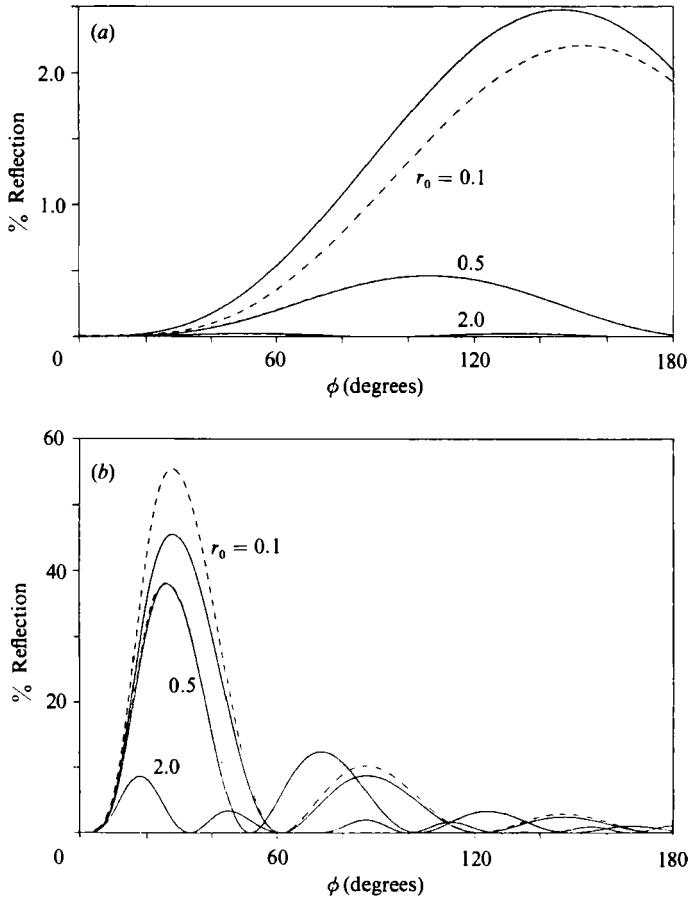 (a)
2.0
1.0
0
% Reflection
r₀ = 0.1
0.5
2.0
60 120 180
ϕ (degrees)
(b)
60
40
20
0
% Reflection
r₀ = 0.1
0.5
2.0
60 120 180
ϕ (degrees)